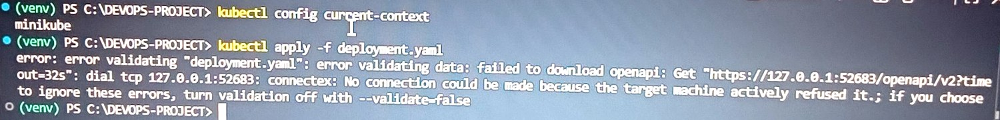 (venv) PS C:\DEVOPS-PROJECT> kubectl config current-context
minikube
(venv) PS C:\DEVOPS-PROJECT> kubectl apply -f deployment.yaml
error: error validating "deployment.yaml": error validating data: failed to download openapi: Get "https://127.0.0.1:52683/openapi/v2?time
out=32s": dial tcp 127.0.0.1:52683: connectex: No connection could be made because the target machine actively refused it.; if you choose
to ignore these errors, turn validation off with --validate=false
(venv) PS C:\DEVOPS-PROJECT>